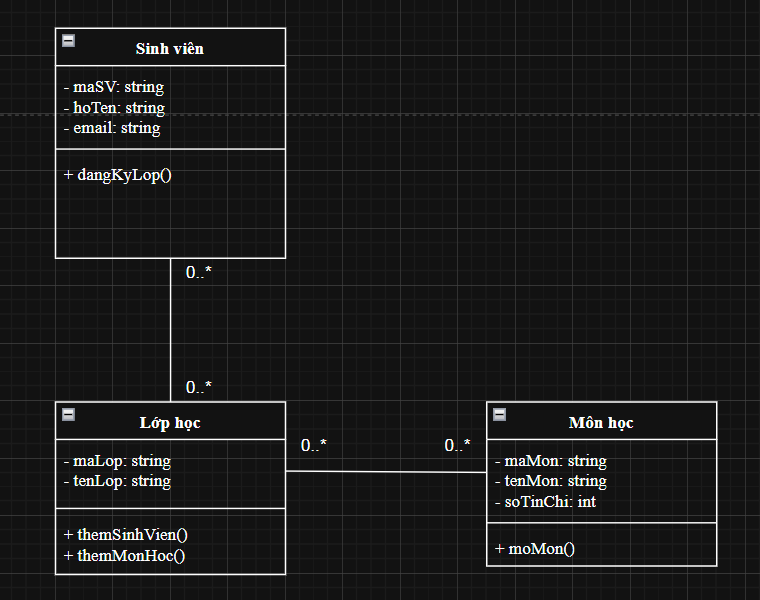 Sinh viên
- maSV: string
- hoTen: string
- email: string
+ dangKyLop()
0..*
0..*
Lớp học
- maLop: string
- tenLop: string
+ themSinhVien()
+ themMonHoc()
0..*
0..*
Môn học
- maMon: string
- tenMon: string
- soTinChi: int
+ moMon()